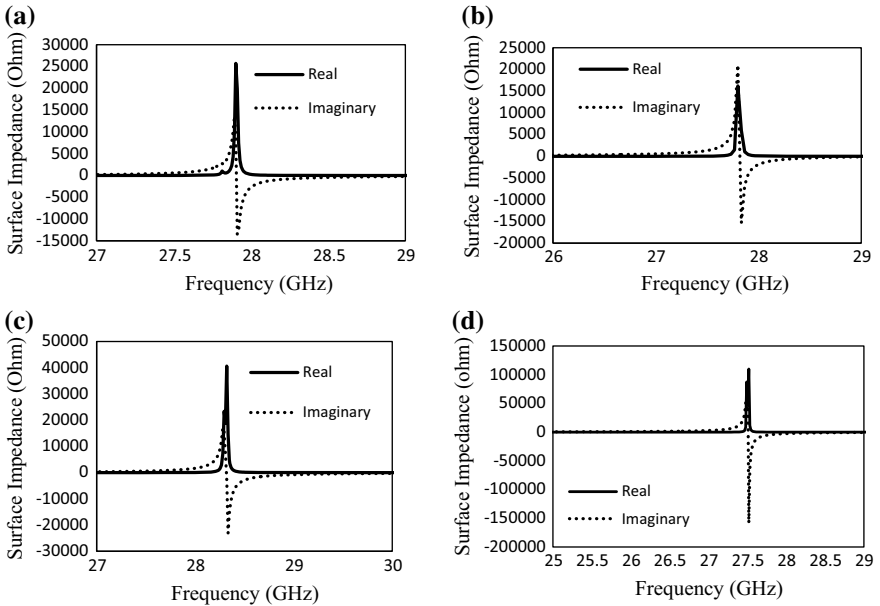 (a)
Surface Impedance (Ohm)
30000
25000
20000
15000
10000
5000
0
-5000
-10000
-15000
Real
Imaginary
27
27.5
28
28.5
29
Frequency (GHz)
(b)
Surface Impedance (Ohm)
25000
20000
15000
10000
5000
0
-5000
-10000
-15000
-20000
Real
Imaginary
26
27
28
29
Frequency (GHz)
(c)
Surface Impedance (Ohm)
50000
40000
30000
20000
10000
0
-10000
-20000
-30000
Real
Imaginary
27
28
29
30
Frequency (GHz)
(d)
Surface Impedance (ohm)
150000
100000
50000
0
-50000
-100000
-150000
-200000
Real
Imaginary
25
25.5
26
26.5
27
27.5
28
28.5
29
Frequency (GHz)